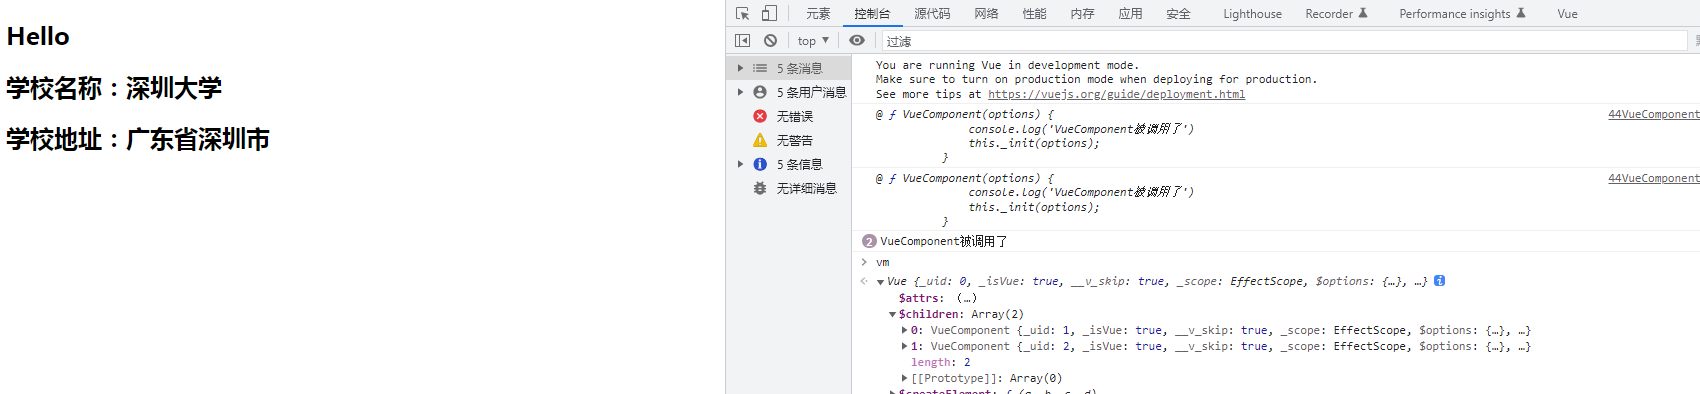 Hello
学校名称：深圳大学
学校地址：广东省深圳市
元素 控制台 源代码 网络 性能 内存 应用 安全 Lighthouse Recorder Performance insights Vue
top ▼ 过滤
5 条消息
5 条用户消息
无错误
无警告
5 条信息
无详细消息
You are running Vue in development mode.
Make sure to turn on production mode when deploying for production.
See more tips at https://vuejs.org/guide/deployment.html
@ ƒ VueComponent(options) { 44VueComponent
console.log('VueComponent被调用了')
this._init(options);
}
@ ƒ VueComponent(options) { 44VueComponent
console.log('VueComponent被调用了')
this._init(options);
}
2 VueComponent被调用了
> vm
Vue {_uid: 0, _isVue: true, __v_skip: true, _scope: EffectScope, $options: {…}, …}
$attrs: (…)
$children: Array(2)
0: VueComponent {_uid: 1, _isVue: true, __v_skip: true, _scope: EffectScope, $options: {…}, …}
1: VueComponent {_uid: 2, _isVue: true, __v_skip: true, _scope: EffectScope, $options: {…}, …}
length: 2
[[Prototype]]: Array(0)
$createElement: ƒ (a, b, c, d)